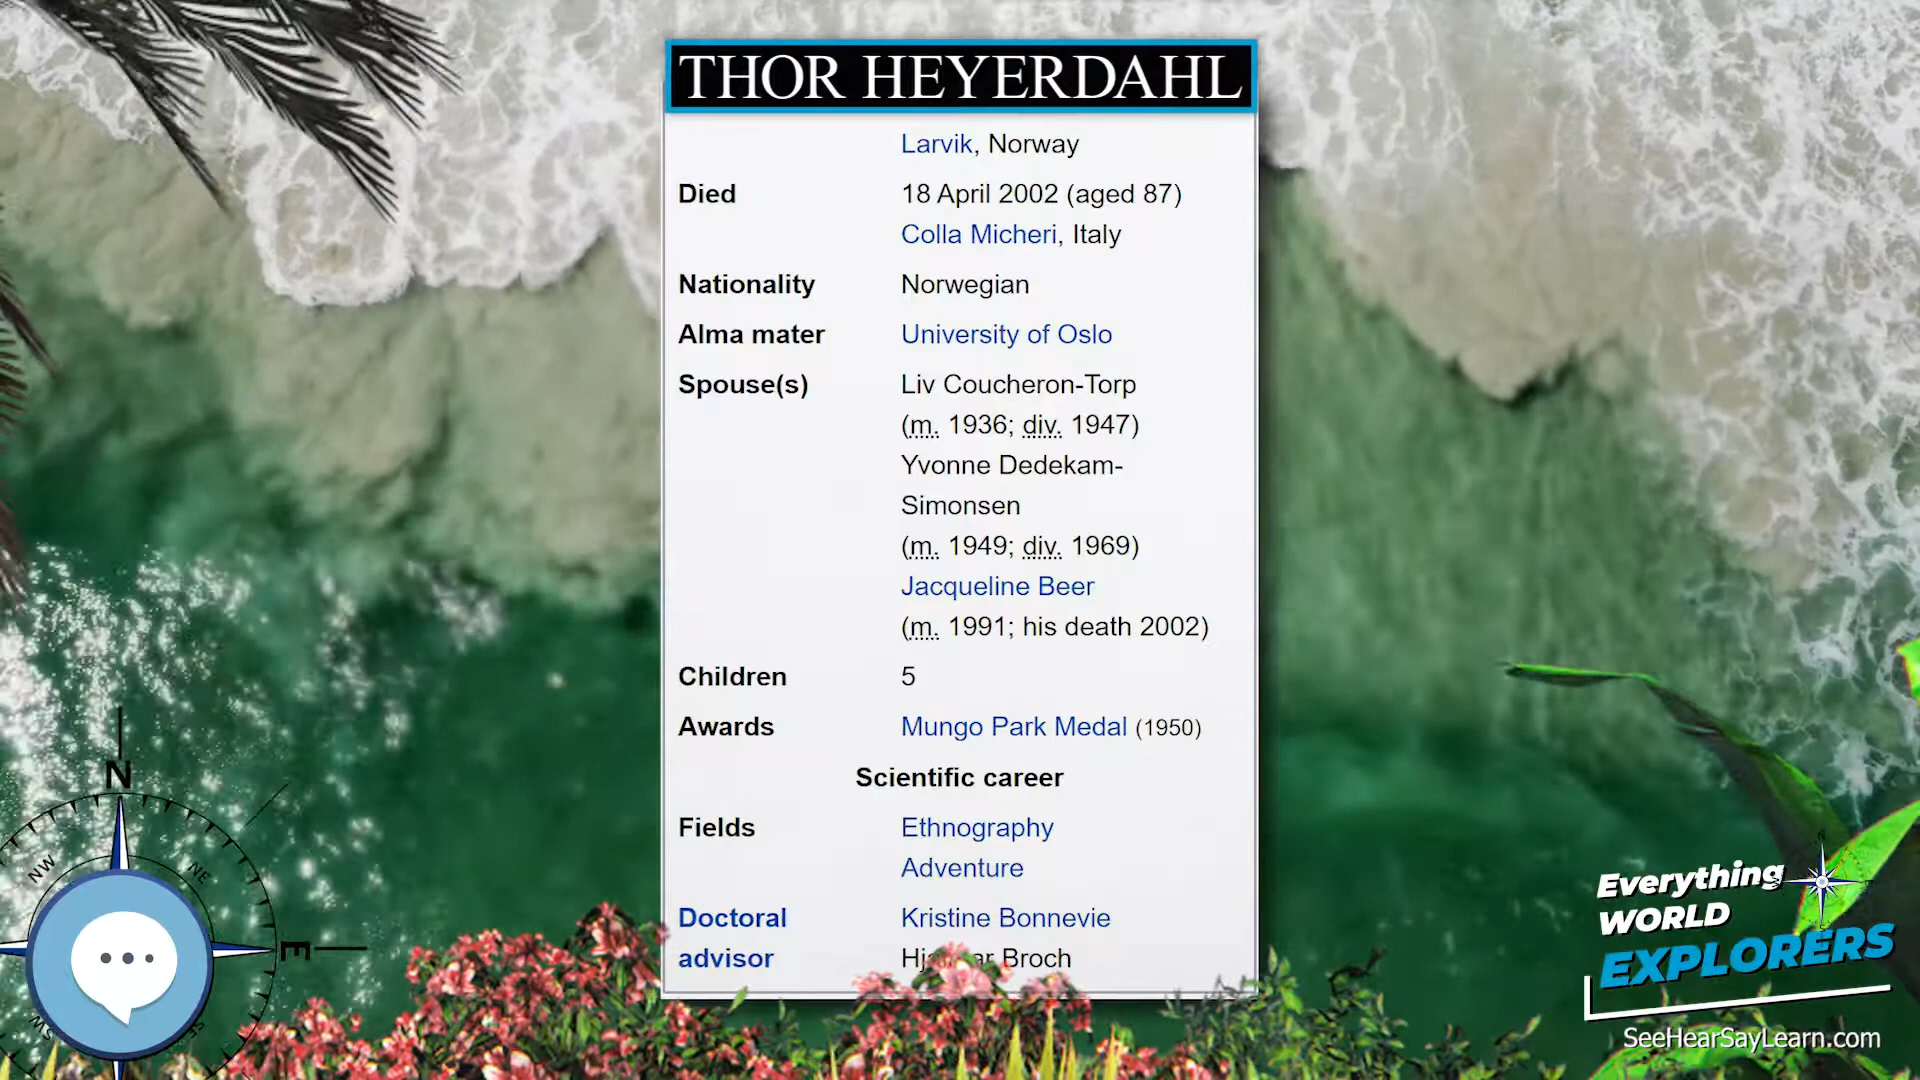 THOR HEYERDAHL
Larvik, Norway
Died 18 April 2002 (aged 87)
Colla Micheri, Italy
Nationality Norwegian
Alma mater University of Oslo
Spouse(s) Liv Coucheron-Torp
(m. 1936; div. 1947)
Yvonne Dedekam-
Simonsen
(m. 1949; div. 1969)
Jacqueline Beer
(m. 1991; his death 2002)
Children 5
Awards Mungo Park Medal (1950)
Scientific career
Fields Ethnography
Adventure
Doctoral Kristine Bonnevie
advisor Broch
N
NW
NE
E
SW
SE
Everything
WORLD
EXPLORERS
SeeHearSayLearn.com